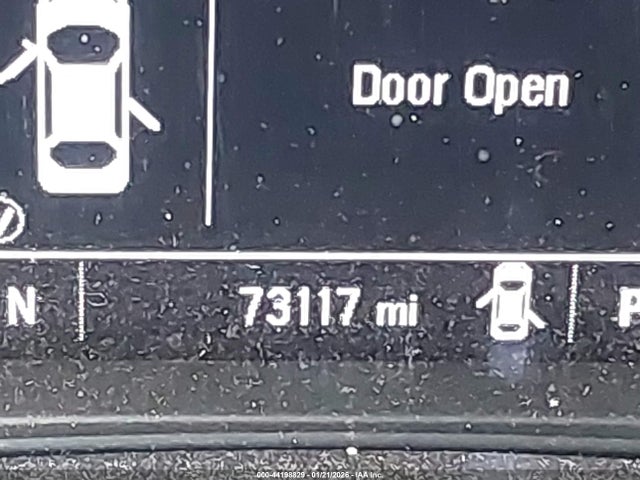 Door Open
N 73117 mi P
000-44198829 - 01/21/2026 - IAA Inc.